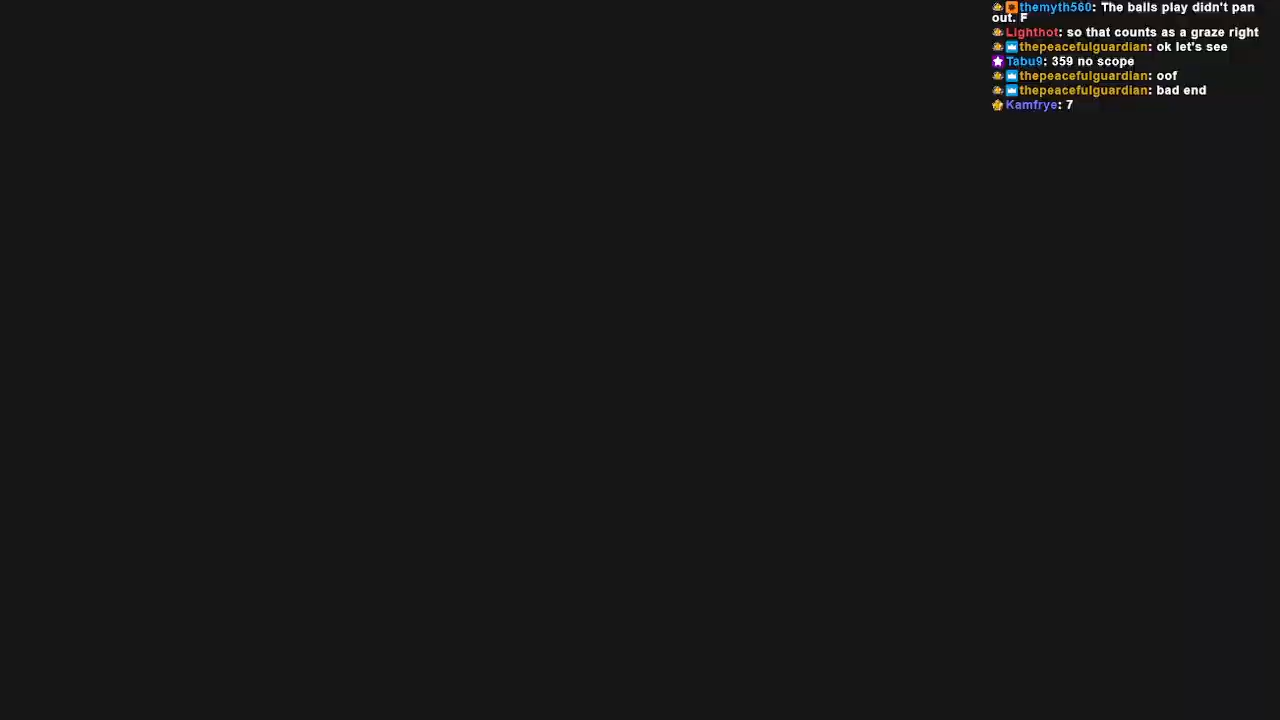 themyth560: The balls play didn't pan
out. F
Lighthot: so that counts as a graze right
thepeacefulguardian: ok let's see
Tabu9: 359 no scope
thepeacefulguardian: oof
thepeacefulguardian: bad end
Kamfrye: 7